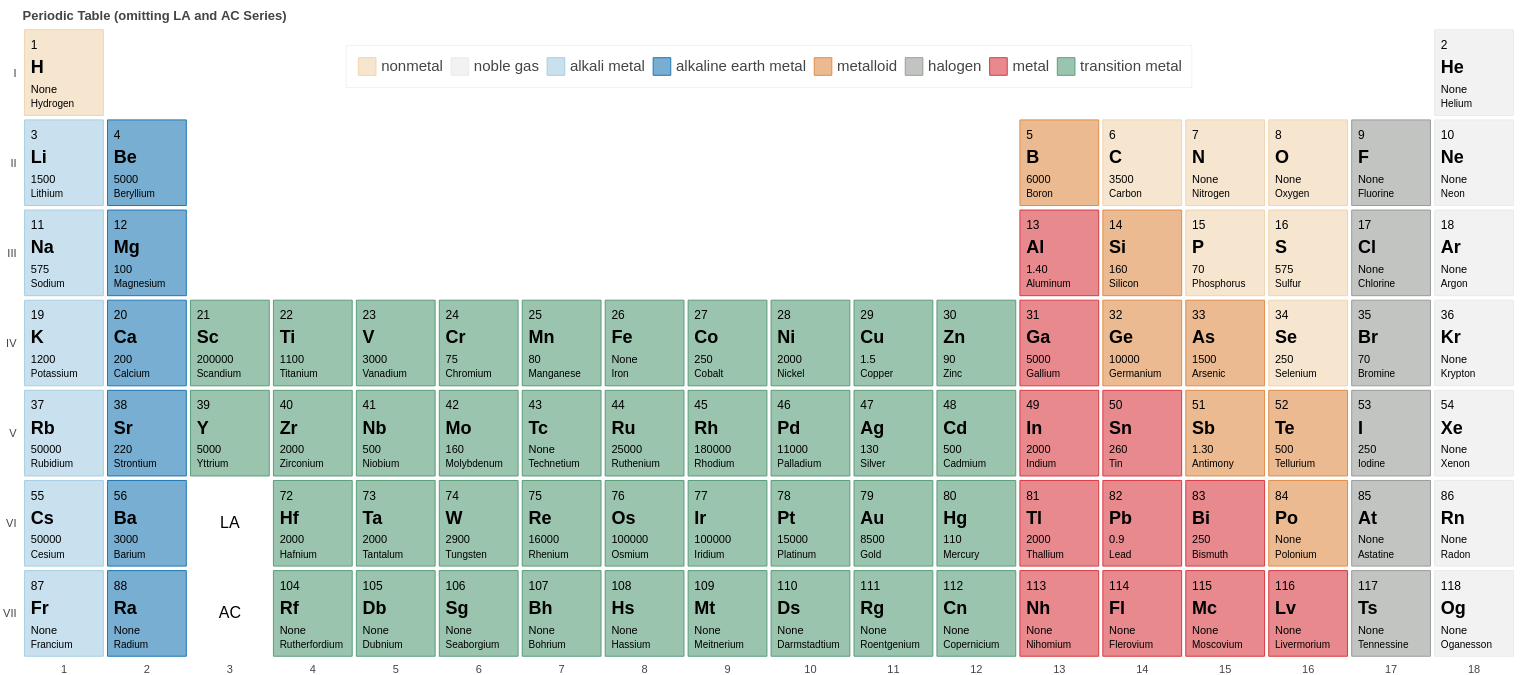 Periodic Table (omitting LA and AC Series)
nonmetal noble gas alkali metal alkaline earth metal metalloid halogen metal transition metal
I
1 2
H He
None None
Hydrogen Helium
II
3 4 5 6 7 8 9 10
Li Be B C N O F Ne
1500 5000 6000 3500 None None None None
Lithium Beryllium Boron Carbon Nitrogen Oxygen Fluorine Neon
III
11 12 13 14 15 16 17 18
Na Mg Al Si P S Cl Ar
575 100 1.40 160 70 575 None None
Sodium Magnesium Aluminum Silicon Phosphorus Sulfur Chlorine Argon
IV
19 20 21 22 23 24 25 26 27 28 29 30 31 32 33 34 35 36
K Ca Sc Ti V Cr Mn Fe Co Ni Cu Zn Ga Ge As Se Br Kr
1200 200 200000 1100 3000 75 80 None 250 2000 1.5 90 5000 10000 1500 250 70 None
Potassium Calcium Scandium Titanium Vanadium Chromium Manganese Iron Cobalt Nickel Copper Zinc Gallium Germanium Arsenic Selenium Bromine Krypton
V
37 38 39 40 41 42 43 44 45 46 47 48 49 50 51 52 53 54
Rb Sr Y Zr Nb Mo Tc Ru Rh Pd Ag Cd In Sn Sb Te I Xe
50000 220 5000 2000 500 160 None 25000 180000 11000 130 500 2000 260 1.30 500 250 None
Rubidium Strontium Yttrium Zirconium Niobium Molybdenum Technetium Ruthenium Rhodium Palladium Silver Cadmium Indium Tin Antimony Tellurium Iodine Xenon
VI
55 56 72 73 74 75 76 77 78 79 80 81 82 83 84 85 86
Cs Ba LA Hf Ta W Re Os Ir Pt Au Hg Tl Pb Bi Po At Rn
50000 3000 2000 2000 2900 16000 100000 100000 15000 8500 110 2000 0.9 250 None None None
Cesium Barium Hafnium Tantalum Tungsten Rhenium Osmium Iridium Platinum Gold Mercury Thallium Lead Bismuth Polonium Astatine Radon
VII
87 88 104 105 106 107 108 109 110 111 112 113 114 115 116 117 118
Fr Ra AC Rf Db Sg Bh Hs Mt Ds Rg Cn Nh Fl Mc Lv Ts Og
None None None None None None None None None None None None None None None None None
Francium Radium Rutherfordium Dubnium Seaborgium Bohrium Hassium Meitnerium Darmstadtium Roentgenium Copernicium Nihomium Flerovium Moscovium Livermorium Tennessine Oganesson
1 2 3 4 5 6 7 8 9 10 11 12 13 14 15 16 17 18